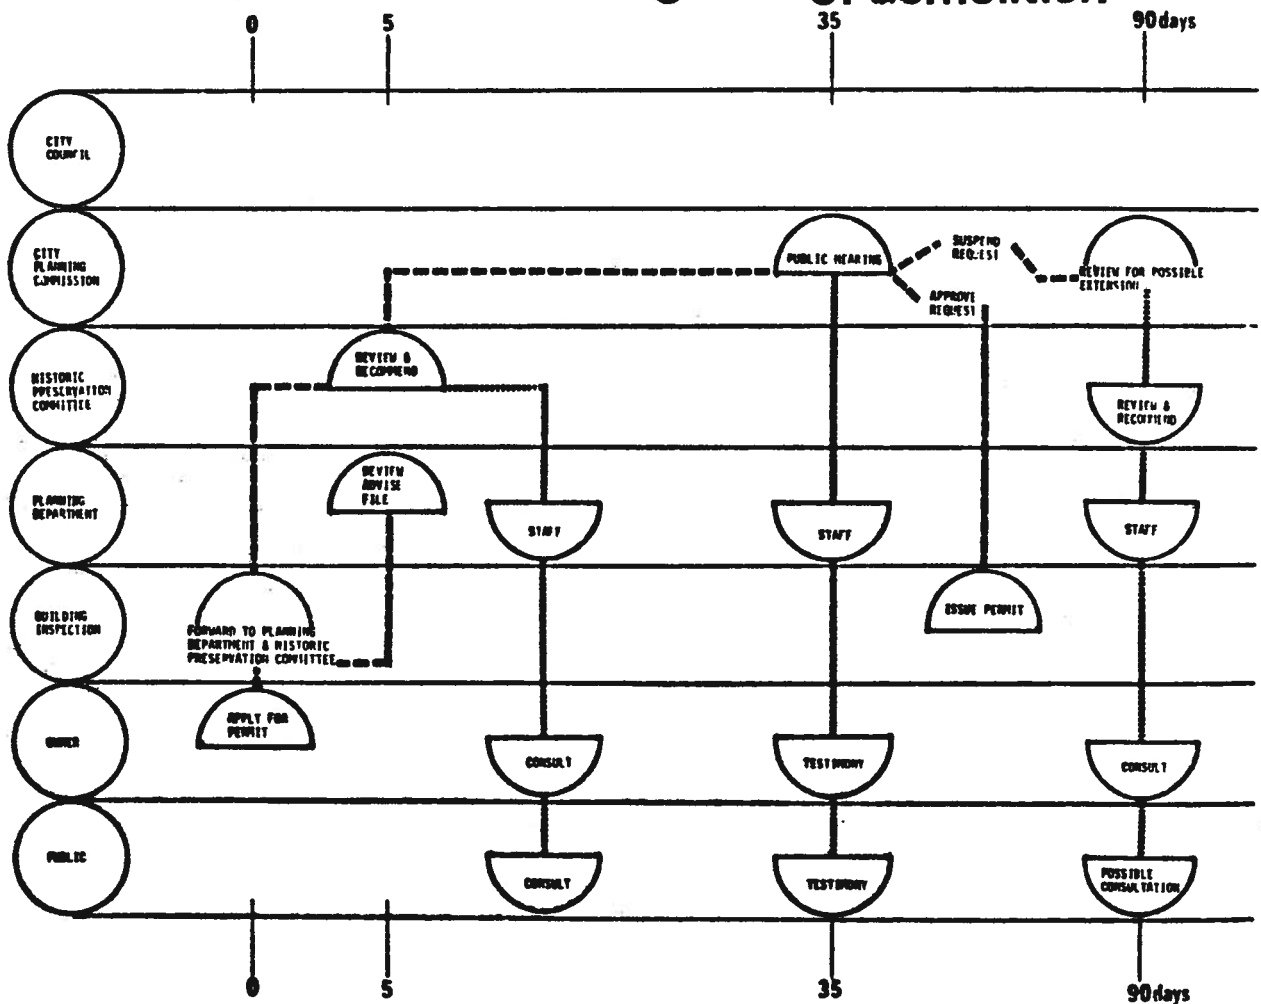 0
5
35
90days
CITY
COUNCIL
CITY
PLANNING
COMMISSION
PUBLIC HEARING
SUSPEND
REQUEST
APPROVE
REQUEST
REVIEW FOR POSSIBLE
EXTENSION
HISTORIC
PRESERVATION
COMMITTEE
REVIEW &
RECOMMEND
REVIEW &
RECOMMEND
PLANNING
DEPARTMENT
REVIEW
ADVISE
FILE
STAFF
STAFF
STAFF
BUILDING
INSPECTION
FORWARD TO PLANNING
DEPARTMENT & HISTORIC
PRESERVATION COMMITTEE
ISSUE PERMIT
OWNER
APPLY FOR
PERMIT
CONSULT
TESTIMONY
CONSULT
PUBLIC
CONSULT
TESTIMONY
POSSIBLE
CONSULTATION
0
5
35
90days